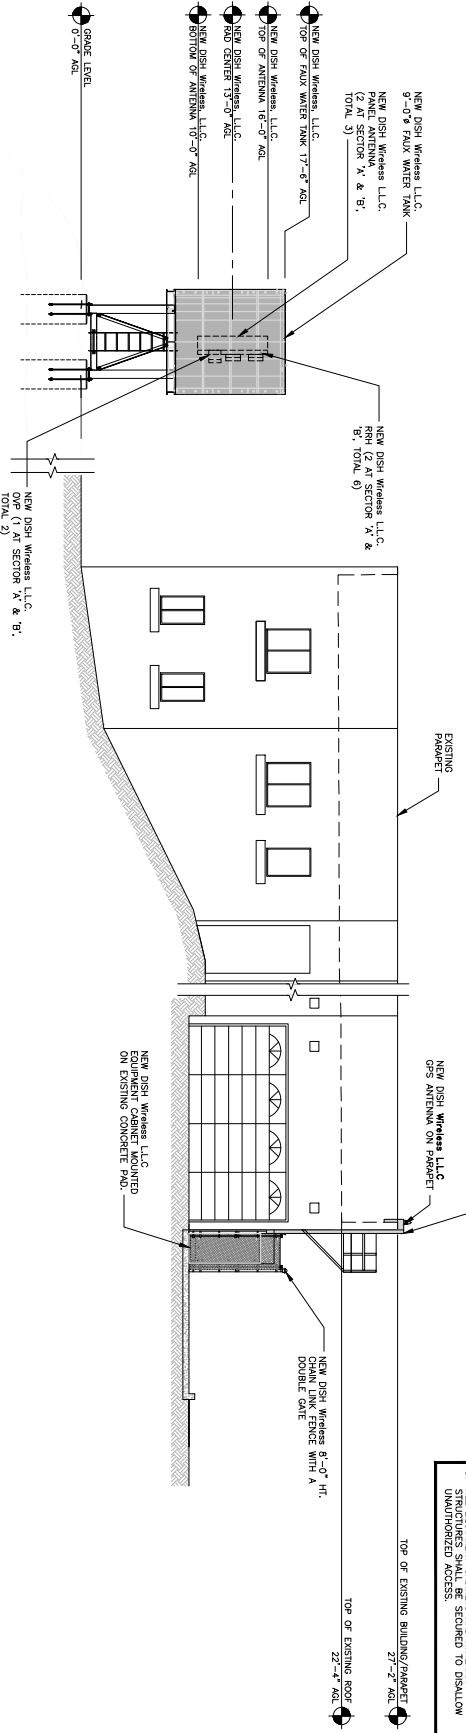 NEW DISH Wireless L.L.C.
9'-0"ø FAUX WATER TANK
NEW DISH Wireless L.L.C.
PANEL ANTENNA
(2 AT SECTOR 'A' & 'B',
TOTAL 3)
NEW DISH Wireless, L.L.C.
TOP OF FAUX WATER TANK 17'-6" AGL
NEW DISH Wireless, L.L.C.
TOP OF ANTENNA 16'-0" AGL
NEW DISH Wireless, L.L.C.
RAD CENTER 13'-0" AGL
NEW DISH Wireless, L.L.C.
BOTTOM OF ANTENNA 10'-0" AGL
GRADE LEVEL
0'-0" AGL
NEW DISH Wireless L.L.C.
RRH (2 AT SECTOR 'A' &
'B', TOTAL 6)
NEW DISH Wireless L.L.C.
OVP (1 AT SECTOR 'A' & 'B',
TOTAL 2)
EXISTING
PARAPET
NEW DISH Wireless L.L.C
GPS ANTENNA ON PARAPET
NEW DISH Wireless L.L.C
EQUIPMENT CABINET MOUNTED
ON EXISTING CONCRETE PAD.
NEW DISH Wireless 8'-0" HT.
CHAIN LINK FENCE WITH A
DOUBLE GATE
STRUCTURES SHALL BE SECURED TO DISALLOW
UNAUTHORIZED ACCESS.
TOP OF EXISTING BUILDING/PARAPET
27'-2" AGL
TOP OF EXISTING ROOF
22'-4" AGL